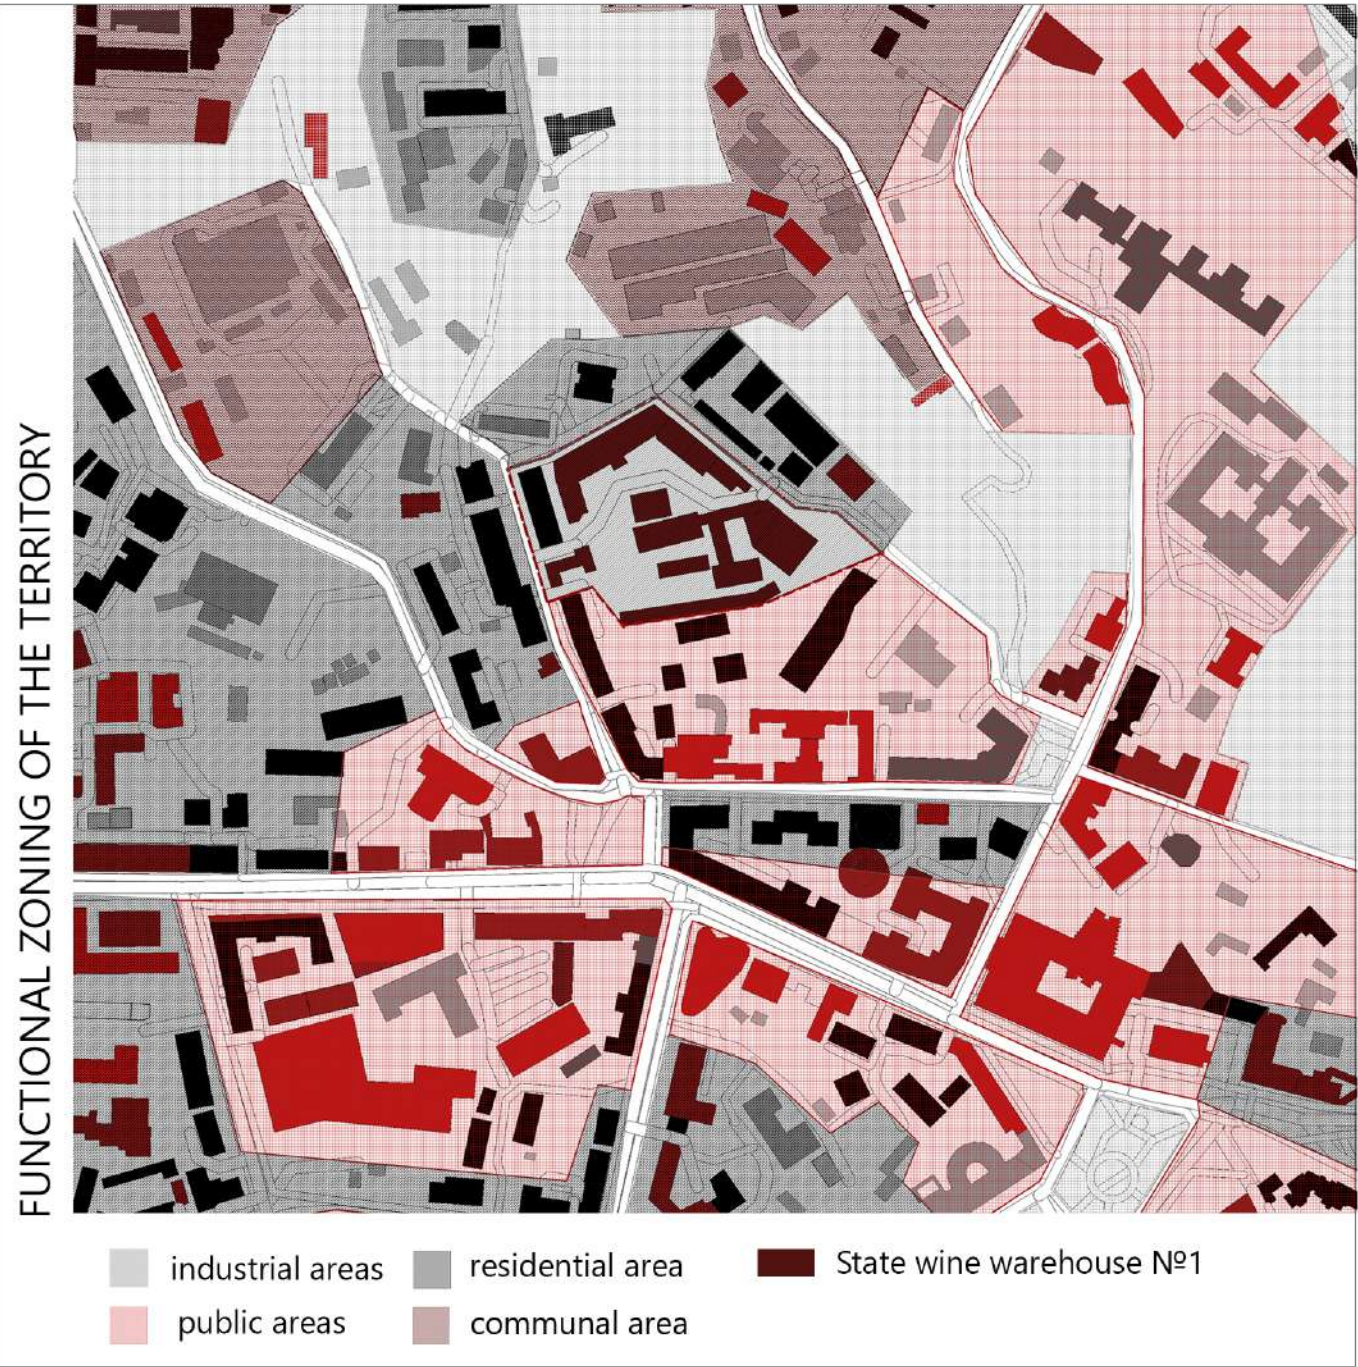 FUNCTIONAL ZONING OF THE TERRITORY
industrial areas
residential area
State wine warehouse №1
public areas
communal area